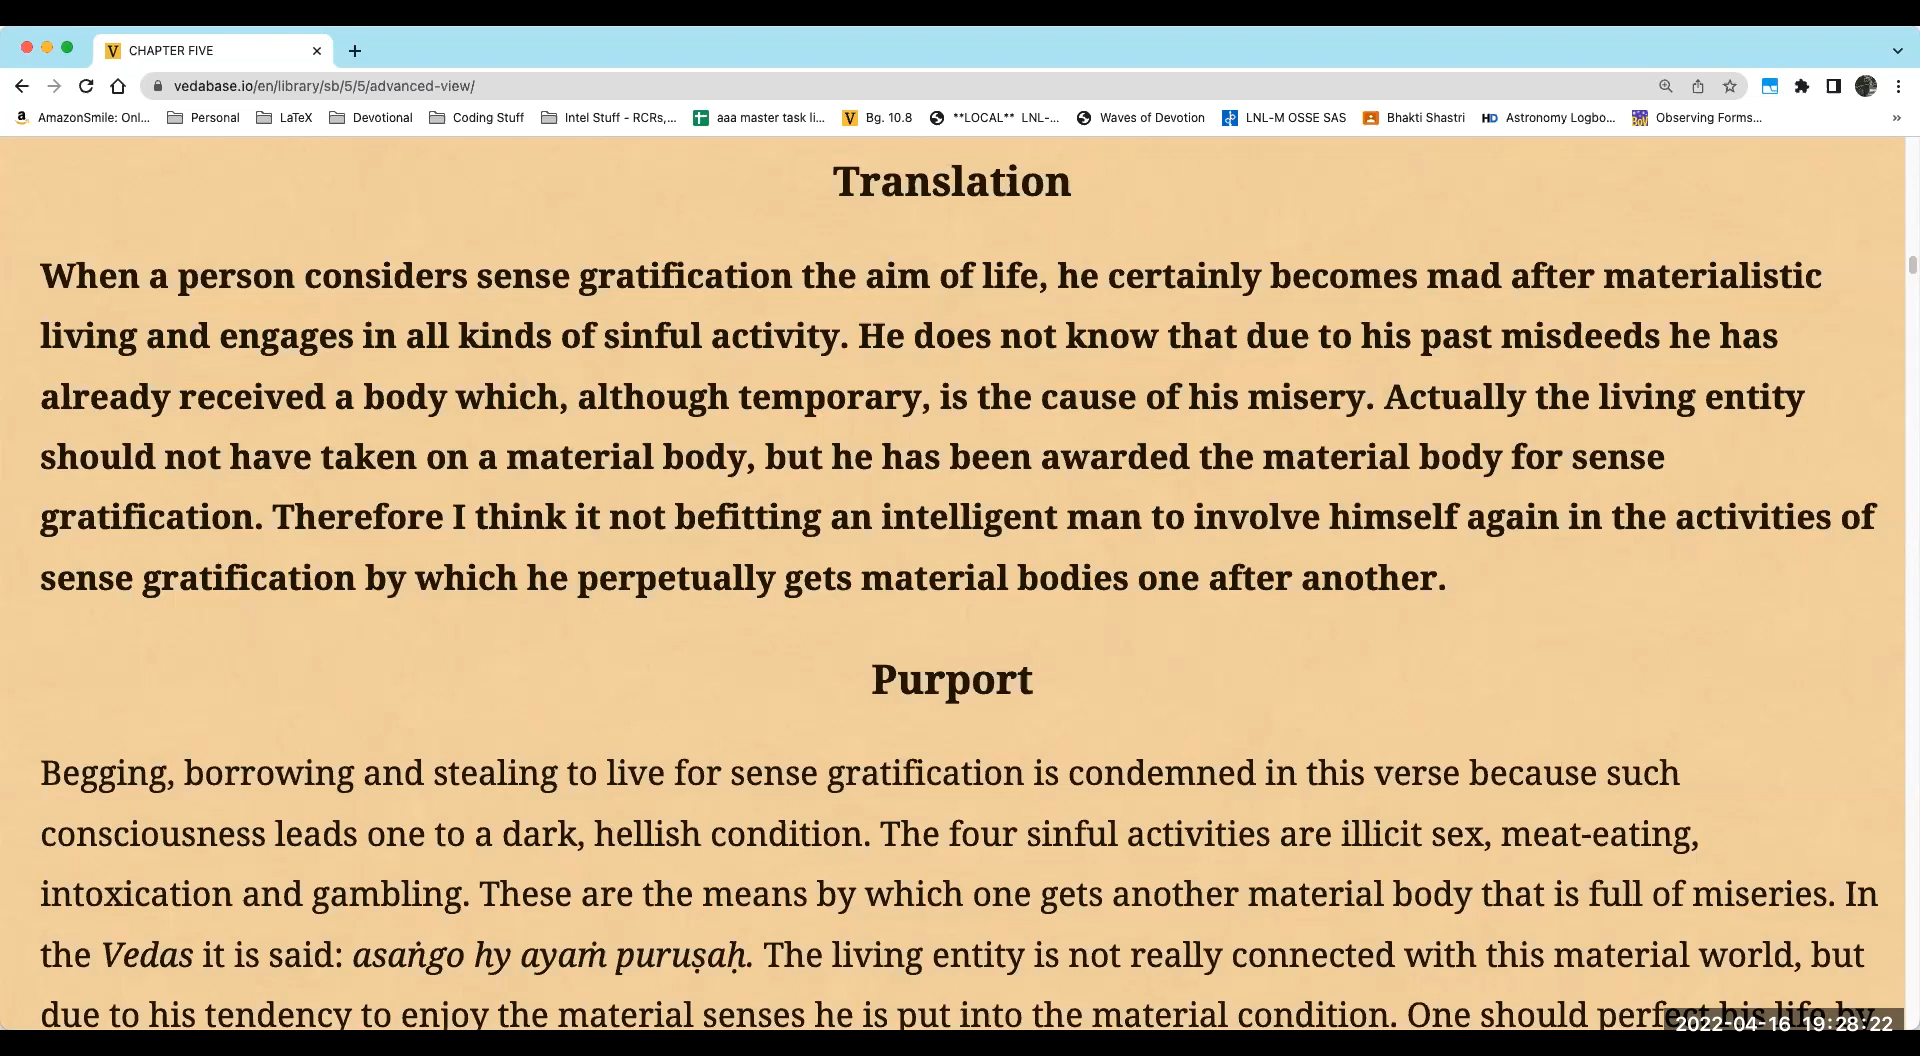 CHAPTER FIVE
vedabase.io/en/library/sb/5/5/advanced-view/
AmazonSmile: Onl... Personal LaTeX Devotional Coding Stuff Intel Stuff - RCRs,... aaa master task li... Bg. 10.8 **LOCAL** LNL-... Waves of Devotion LNL-M OSSE SAS Bhakti Shastri Astronomy Logbo... Observing Forms... »
Translation
When a person considers sense gratification the aim of life, he certainly becomes mad after materialistic
living and engages in all kinds of sinful activity. He does not know that due to his past misdeeds he has
already received a body which, although temporary, is the cause of his misery. Actually the living entity
should not have taken on a material body, but he has been awarded the material body for sense
gratification. Therefore I think it not befitting an intelligent man to involve himself again in the activities of
sense gratification by which he perpetually gets material bodies one after another.
Purport
Begging, borrowing and stealing to live for sense gratification is condemned in this verse because such
consciousness leads one to a dark, hellish condition. The four sinful activities are illicit sex, meat-eating,
intoxication and gambling. These are the means by which one gets another material body that is full of miseries. In
the Vedas it is said: asaṅgo hy ayaṁ puruṣaḥ. The living entity is not really connected with this material world, but
due to his tendency to enjoy the material senses he is put into the material condition. One should perfect his life by
2022-04-16 19:28:22